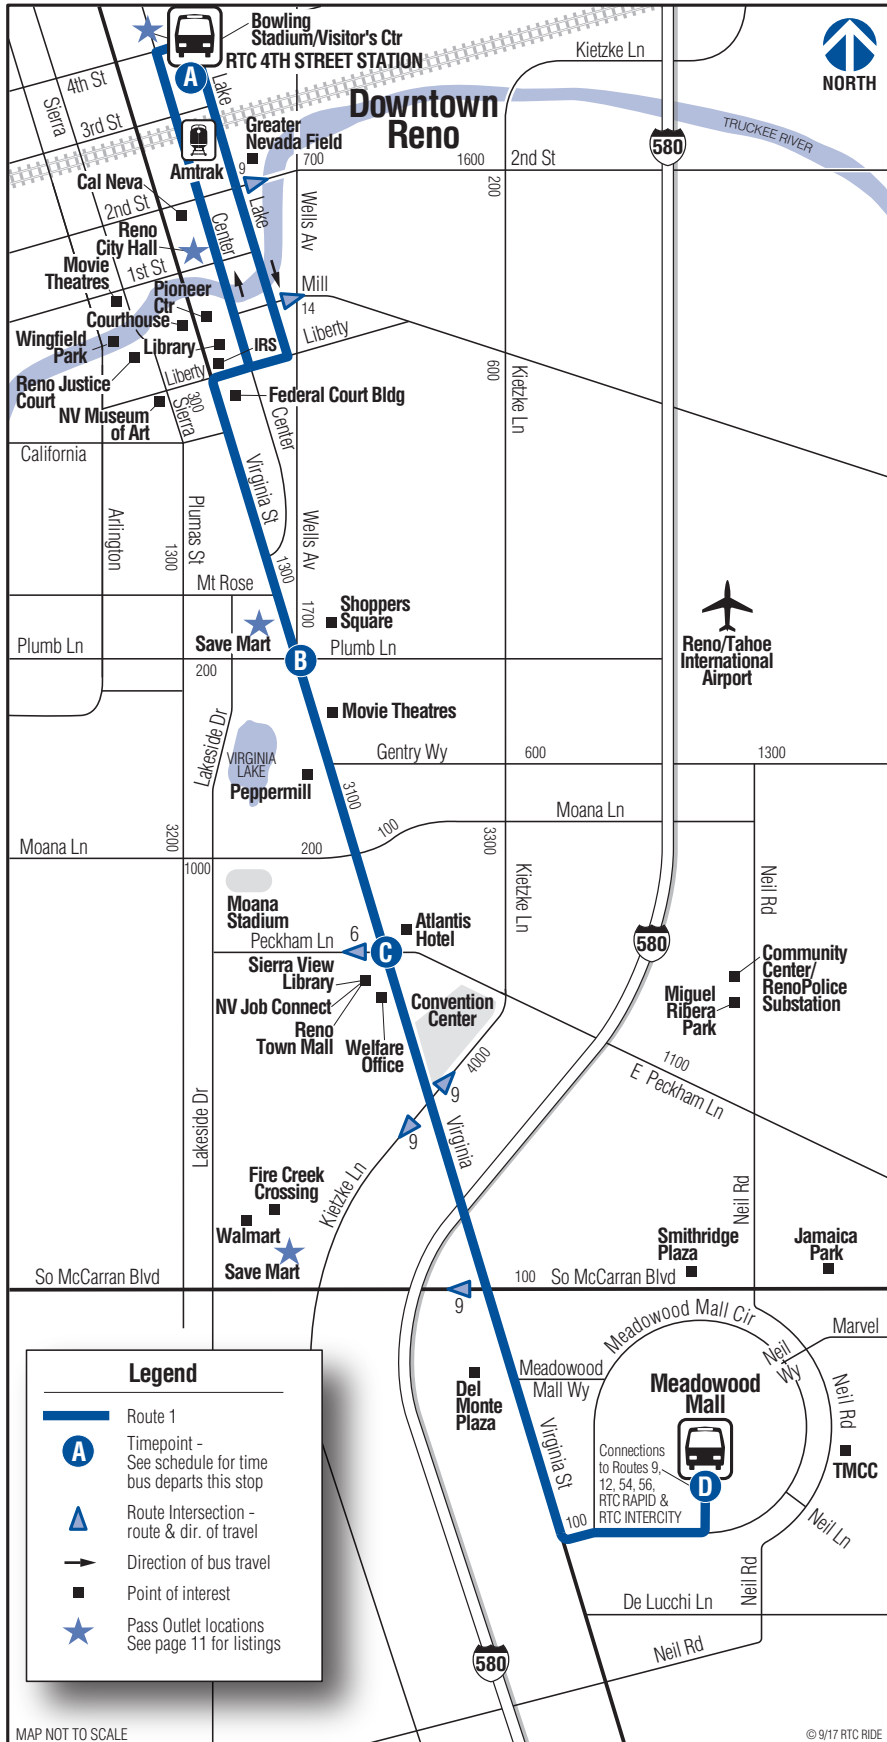 Bowling
Stadium/Visitor's Ctr
RTC 4TH STREET STATION
A
Kietzke Ln
NORTH
4th St
Sierra
3rd St
Lake
Downtown
Reno
TRUCKEE RIVER
580
Amtrak
Greater
Nevada Field
9
700
1600
2nd St
200
Cal Neva
2nd St
Lake
Wells Av
Reno
City Hall
Center
Movie
Theatres
1st St
Pioneer
Ctr
Mill
14
Courthouse
Liberty
Wingfield
Park
Library
IRS
Liberty
600
Kietzke Ln
Reno Justice
Court
300
Sierra
Federal Court Bldg
NV Museum
of Art
Center
California
Virginia St
Arlington
Plumas St
1300
Wells Av
1300
Mt Rose
1700
Shoppers
Square
Save Mart
Reno/Tahoe
International
Airport
Plumb Ln
B
Plumb Ln
200
Lakeside Dr
Movie Theatres
VIRGINIA
LAKE
Gentry Wy
600
1300
Peppermill
3100
Moana Ln
3200
1000
200
100
3300
Moana Ln
Moana
Stadium
Kietzke Ln
Neil Rd
Atlantis
Hotel
Peckham Ln
6
C
580
Sierra View
Library
NV Job Connect
Reno
Town Mall
Welfare
Office
Convention
Center
Community
Center/
RenoPolice
Substation
Miguel
Ribera
Park
4000
1100
E Peckham Ln
9
9
Lakeside Dr
Virginia
Kietzke Ln
Neil Rd
Fire Creek
Crossing
Walmart
Save Mart
Smithridge
Plaza
Jamaica
Park
So McCarran Blvd
9
100
So McCarran Blvd
Meadowood Mall Cir
Marvel
Neil
Wy
Meadowood
Mall Wy
Del
Monte
Plaza
Meadowood
Mall
Neil Rd
Virginia St
Connections
to Routes 9,
12, 54, 56,
RTC RAPID &
RTC INTERCITY
D
TMCC
100
Neil Ln
Neil Rd
De Lucchi Ln
Neil Rd
580
Legend
Route 1
A
Timepoint -
See schedule for time
bus departs this stop
Route Intersection -
route & dir. of travel
Direction of bus travel
Point of interest
Pass Outlet locations
See page 11 for listings
MAP NOT TO SCALE
© 9/17 RTC RIDE